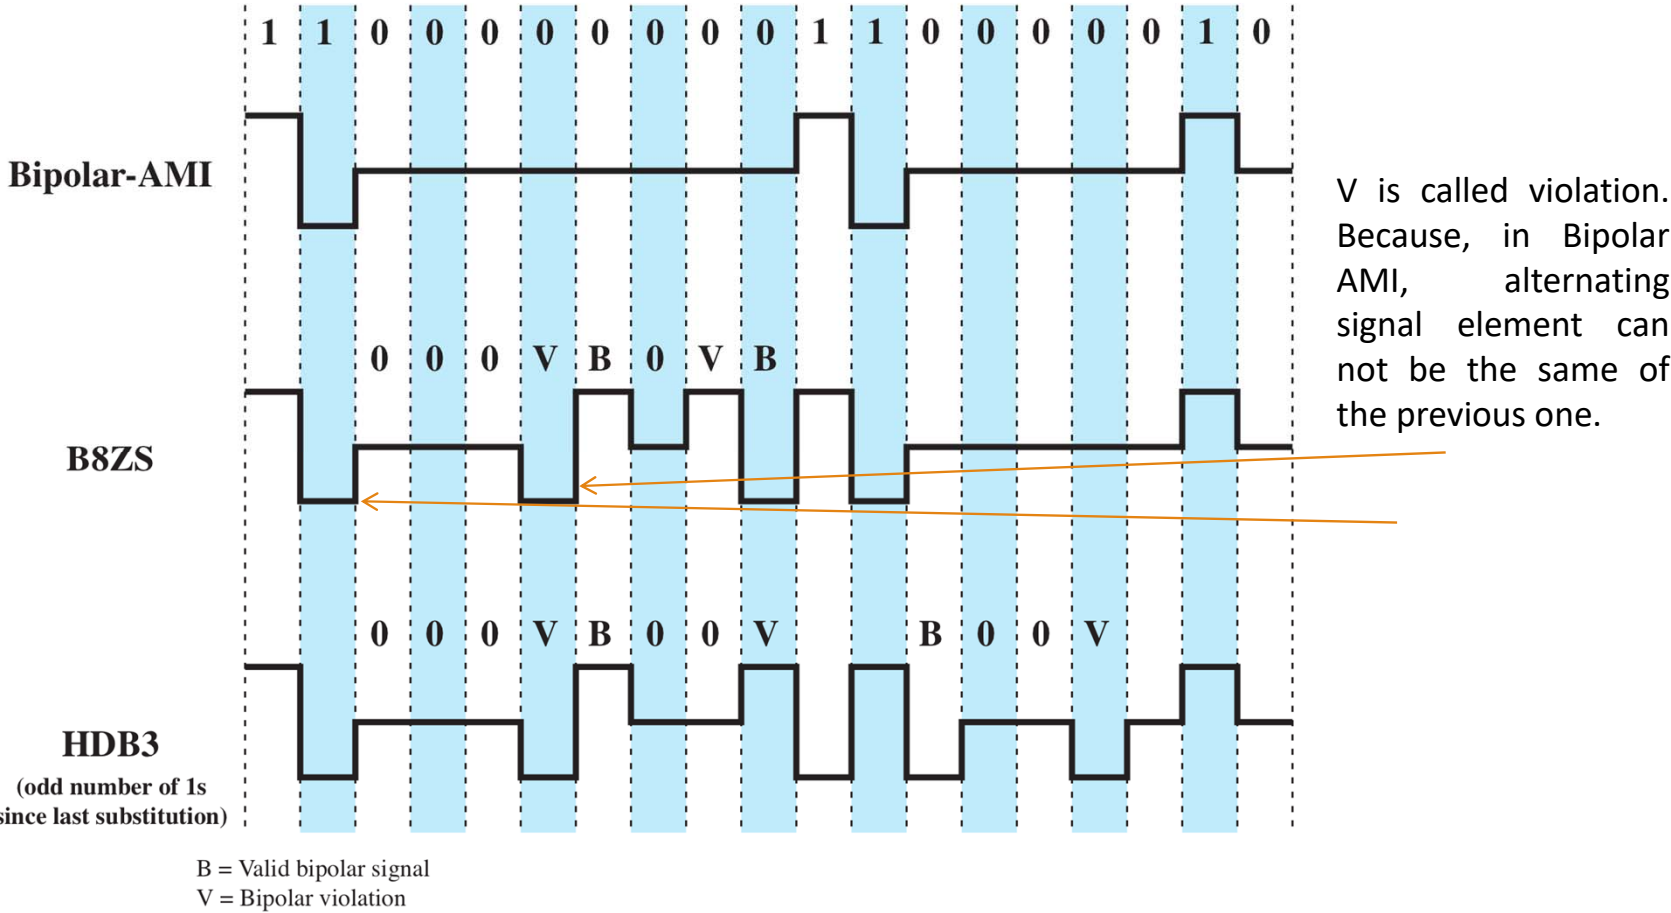 1 1 0 0 0 0 0 0 0 0 1 1 0 0 0 0 0 1 0
Bipolar-AMI
V is called violation.
Because, in Bipolar
AMI, alternating
signal element can
not be the same of
the previous one.
0 0 0 V B 0 V B
B8ZS
0 0 0 V B 0 0 V B 0 0 V
HDB3
(odd number of 1s
since last substitution)
B = Valid bipolar signal
V = Bipolar violation